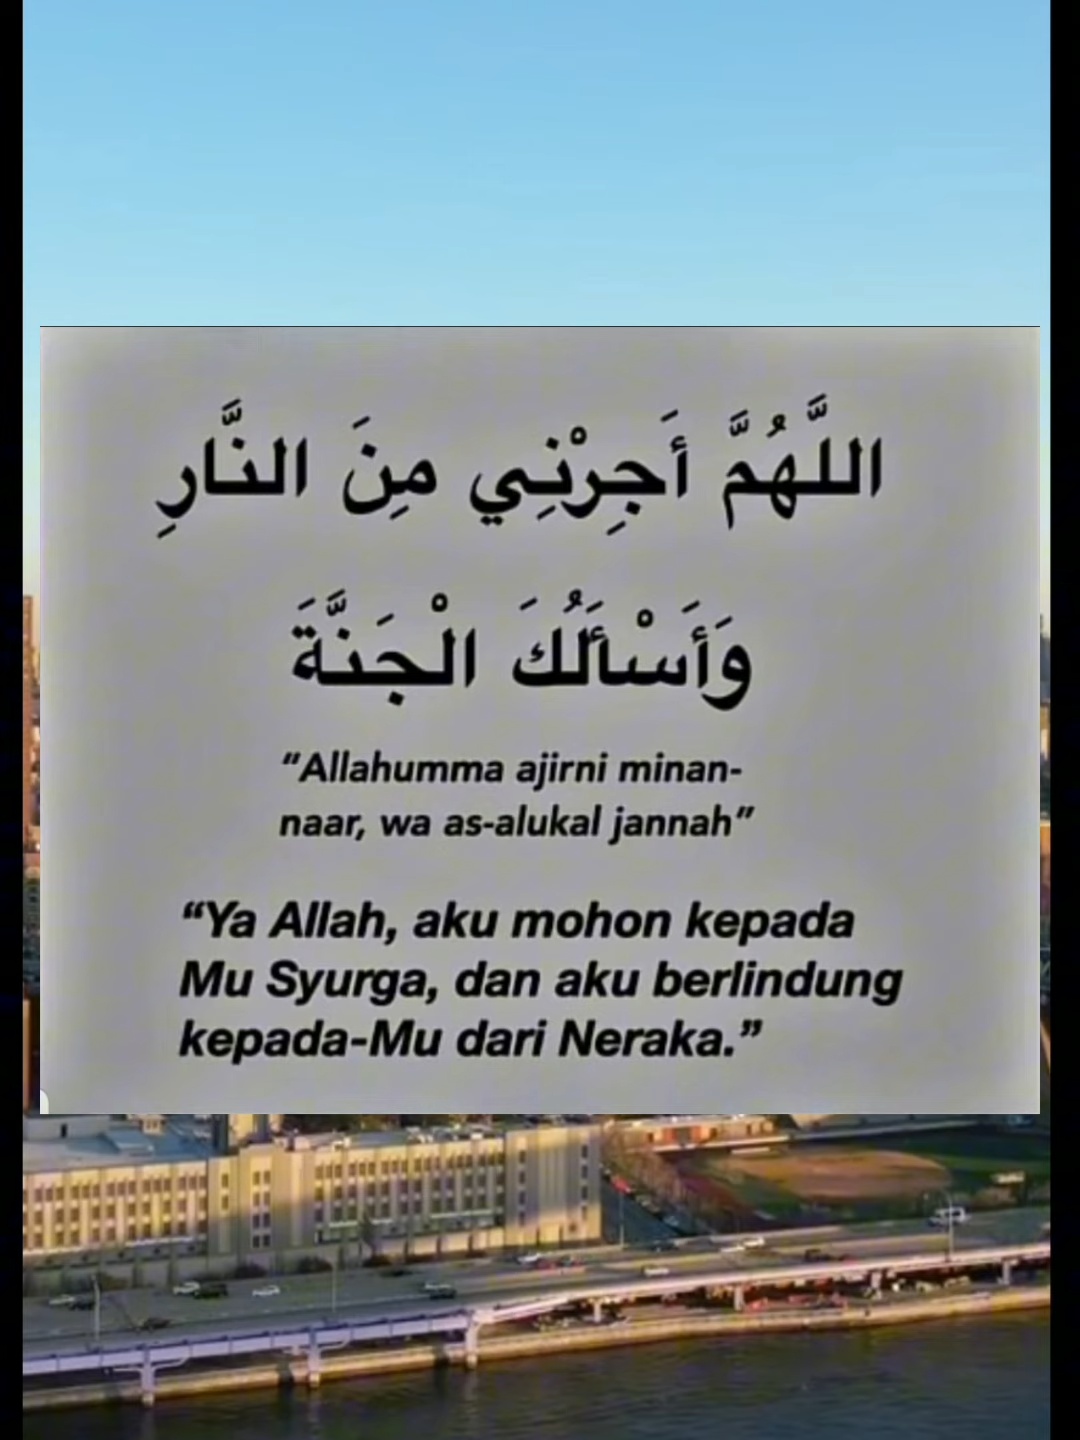 اللَّهُمَّ أَجِرْنِي مِنَ النَّارِ
وَأَسْأَلُكَ الْجَنَّةَ
"Allahumma ajirni minan-
naar, wa as-alukal jannah"
“Ya Allah, aku mohon kepada
Mu Syurga, dan aku berlindung
kepada-Mu dari Neraka.”